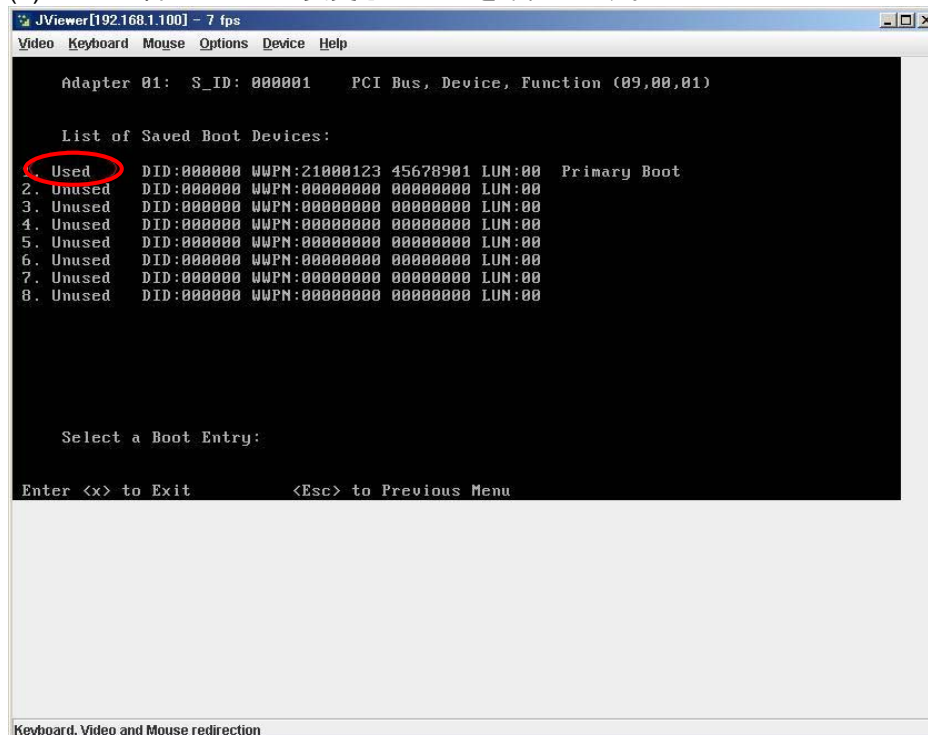 JViewer[192.168.1.100] - 7 fps
Video Keyboard Mouse Options Device Help
Adapter 01: S_ID: 000001 PCI Bus, Device, Function (09,00,01)
List of Saved Boot Devices:
1. Used DID:000000 WWPN:21000123 45678901 LUN:00 Primary Boot
2. Unused DID:000000 WWPN:00000000 00000000 LUN:00
3. Unused DID:000000 WWPN:00000000 00000000 LUN:00
4. Unused DID:000000 WWPN:00000000 00000000 LUN:00
5. Unused DID:000000 WWPN:00000000 00000000 LUN:00
6. Unused DID:000000 WWPN:00000000 00000000 LUN:00
7. Unused DID:000000 WWPN:00000000 00000000 LUN:00
8. Unused DID:000000 WWPN:00000000 00000000 LUN:00
Select a Boot Entry:
Enter <x> to Exit <Esc> to Previous Menu
Keyboard, Video and Mouse redirection